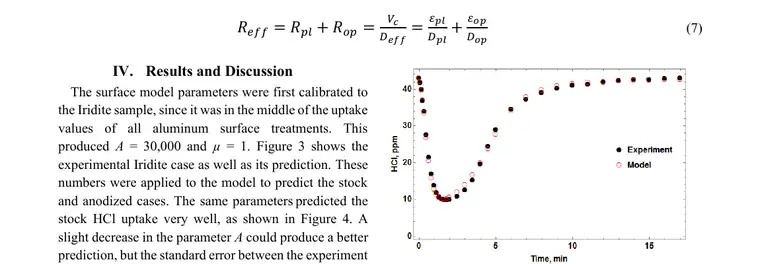 R_eff = R_pl + R_op = V_c/D_eff = ε_pl/D_pl + ε_op/D_op (7)
IV. Results and Discussion
The surface model parameters were first calibrated to
the Iridite sample, since it was in the middle of the uptake
values of all aluminum surface treatments. This
produced A = 30,000 and μ = 1. Figure 3 shows the
experimental Iridite case as well as its prediction. These
numbers were applied to the model to predict the stock
and anodized cases. The same parameters predicted the
stock HCl uptake very well, as shown in Figure 4. A
slight decrease in the parameter A could produce a better
prediction, but the standard error between the experiment
HCl, ppm
40
30
20
10
0
Experiment
Model
0 5 10 15
Time, min